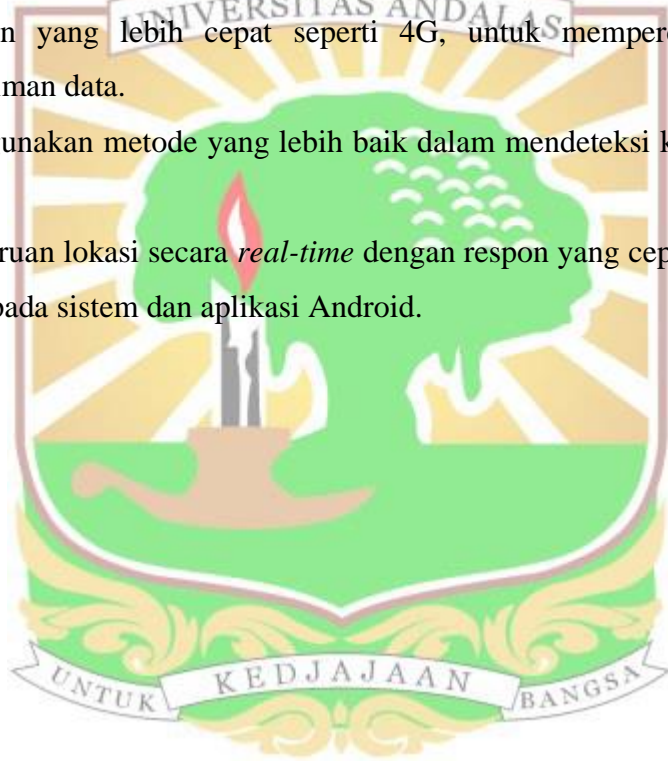 UNIVERSITAS ANDALAS
n yang lebih cepat seperti 4G, untuk memper
man data.
unakan metode yang lebih baik dalam mendeteksi k
ruan lokasi secara real-time dengan respon yang cep
pada sistem dan aplikasi Android.
UNTUK KEDJAJAAN BANGSA